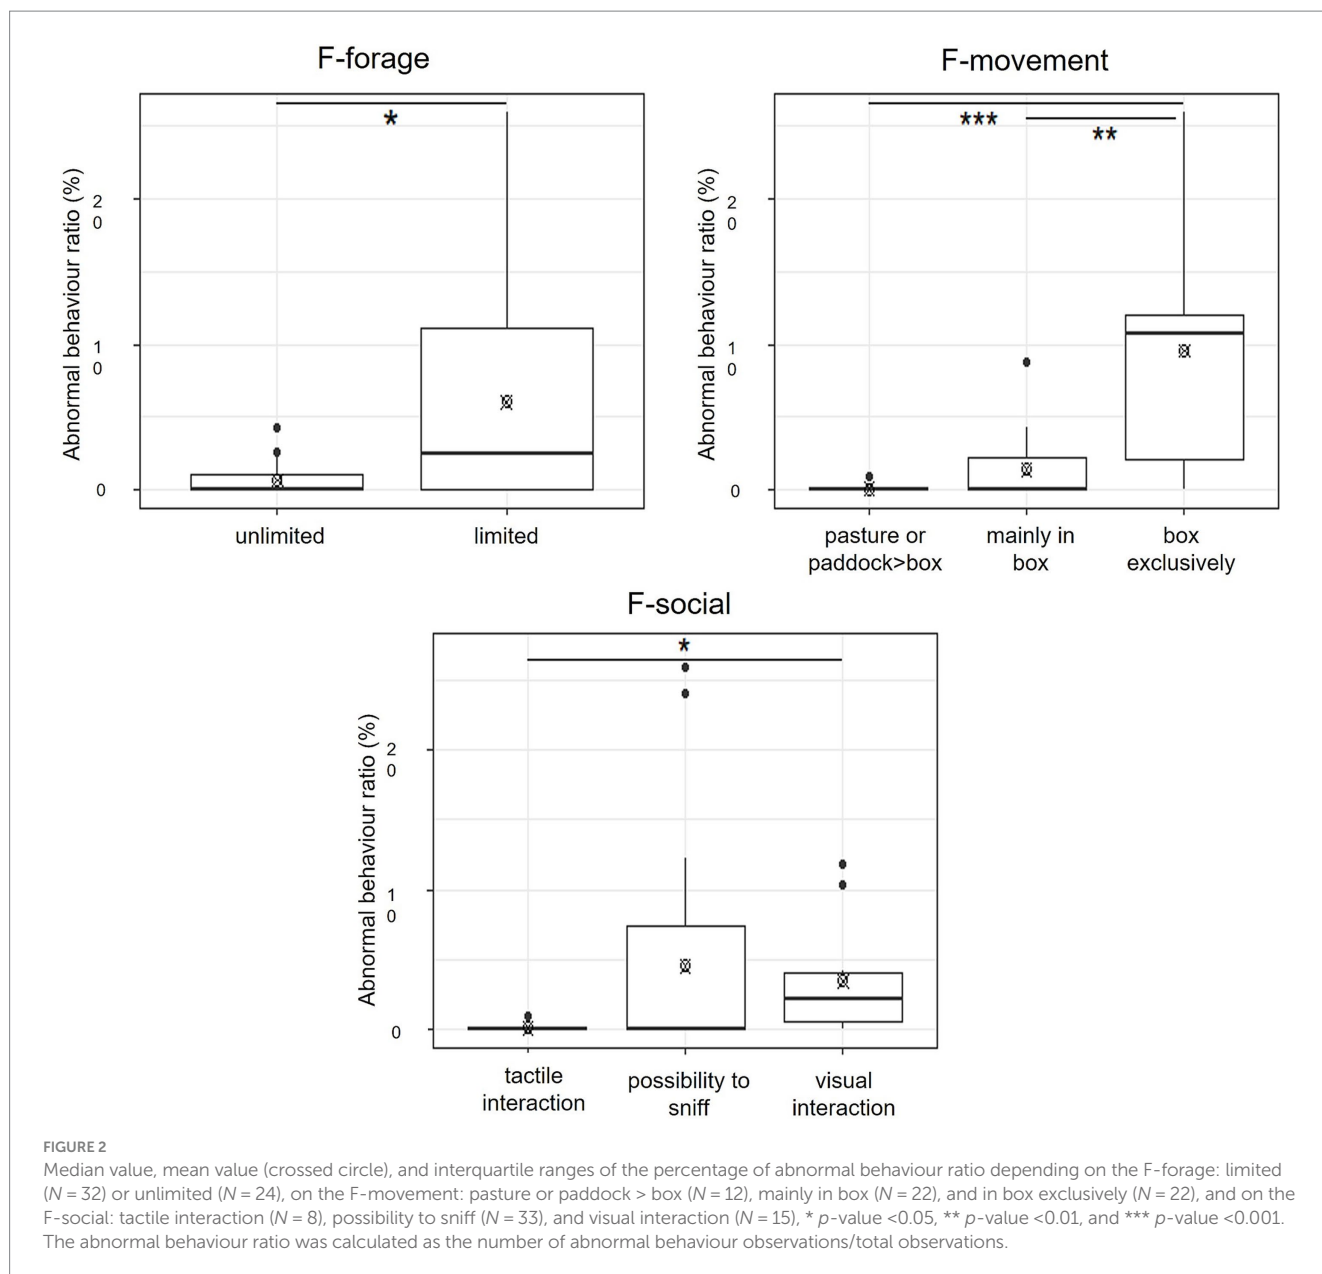 F-forage
*
Abnormal behaviour ratio (%)
2
0
1
0
0
unlimited
limited
F-movement
***
**
Abnormal behaviour ratio (%)
2
0
1
0
0
pasture or
paddock>box
mainly in
box
box
exclusively
F-social
*
Abnormal behaviour ratio (%)
2
0
1
0
0
tactile
interaction
possibility to
sniff
visual
interaction
FIGURE 2
Median value, mean value (crossed circle), and interquartile ranges of the percentage of abnormal behaviour ratio depending on the F-forage: limited
(N = 32) or unlimited (N = 24), on the F-movement: pasture or paddock > box (N = 12), mainly in box (N = 22), and in box exclusively (N = 22), and on the
F-social: tactile interaction (N = 8), possibility to sniff (N = 33), and visual interaction (N = 15), * p-value <0.05, ** p-value <0.01, and *** p-value <0.001.
The abnormal behaviour ratio was calculated as the number of abnormal behaviour observations/total observations.